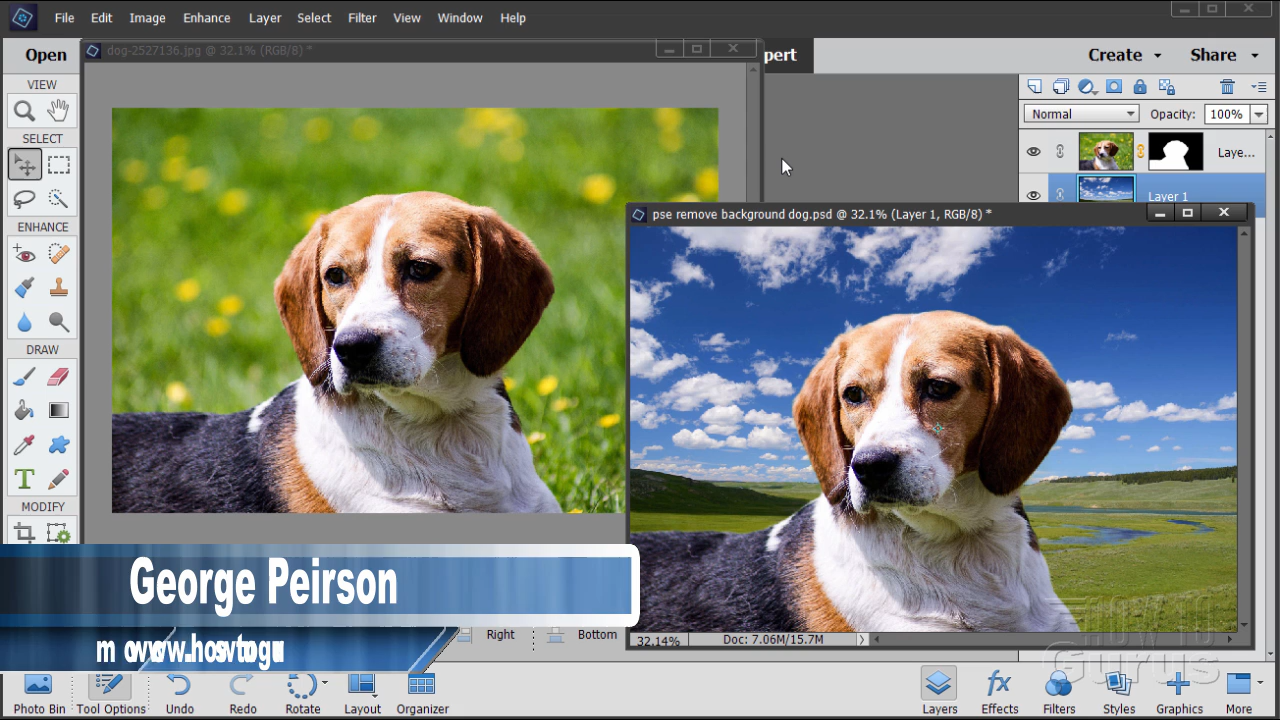 File Edit Image Enhance Layer Select Filter View Window Help
Open
dog-2527136.jpg @ 32.1% (RGB/8) *
pert
Create
Share
VIEW
SELECT
ENHANCE
DRAW
MODIFY
Normal
Opacity: 100%
Laye...
Layer 1
pse remove background dog.psd @ 32.1% (Layer 1, RGB/8) *
George Peirson
32.14%
Doc: 7.06M/15.7M
Right
Bottom
HOW TO
Gurus
Photo Bin
Tool Options
Undo
Redo
Rotate
Layout
Organizer
Layers
Effects
Filters
Styles
Graphics
More